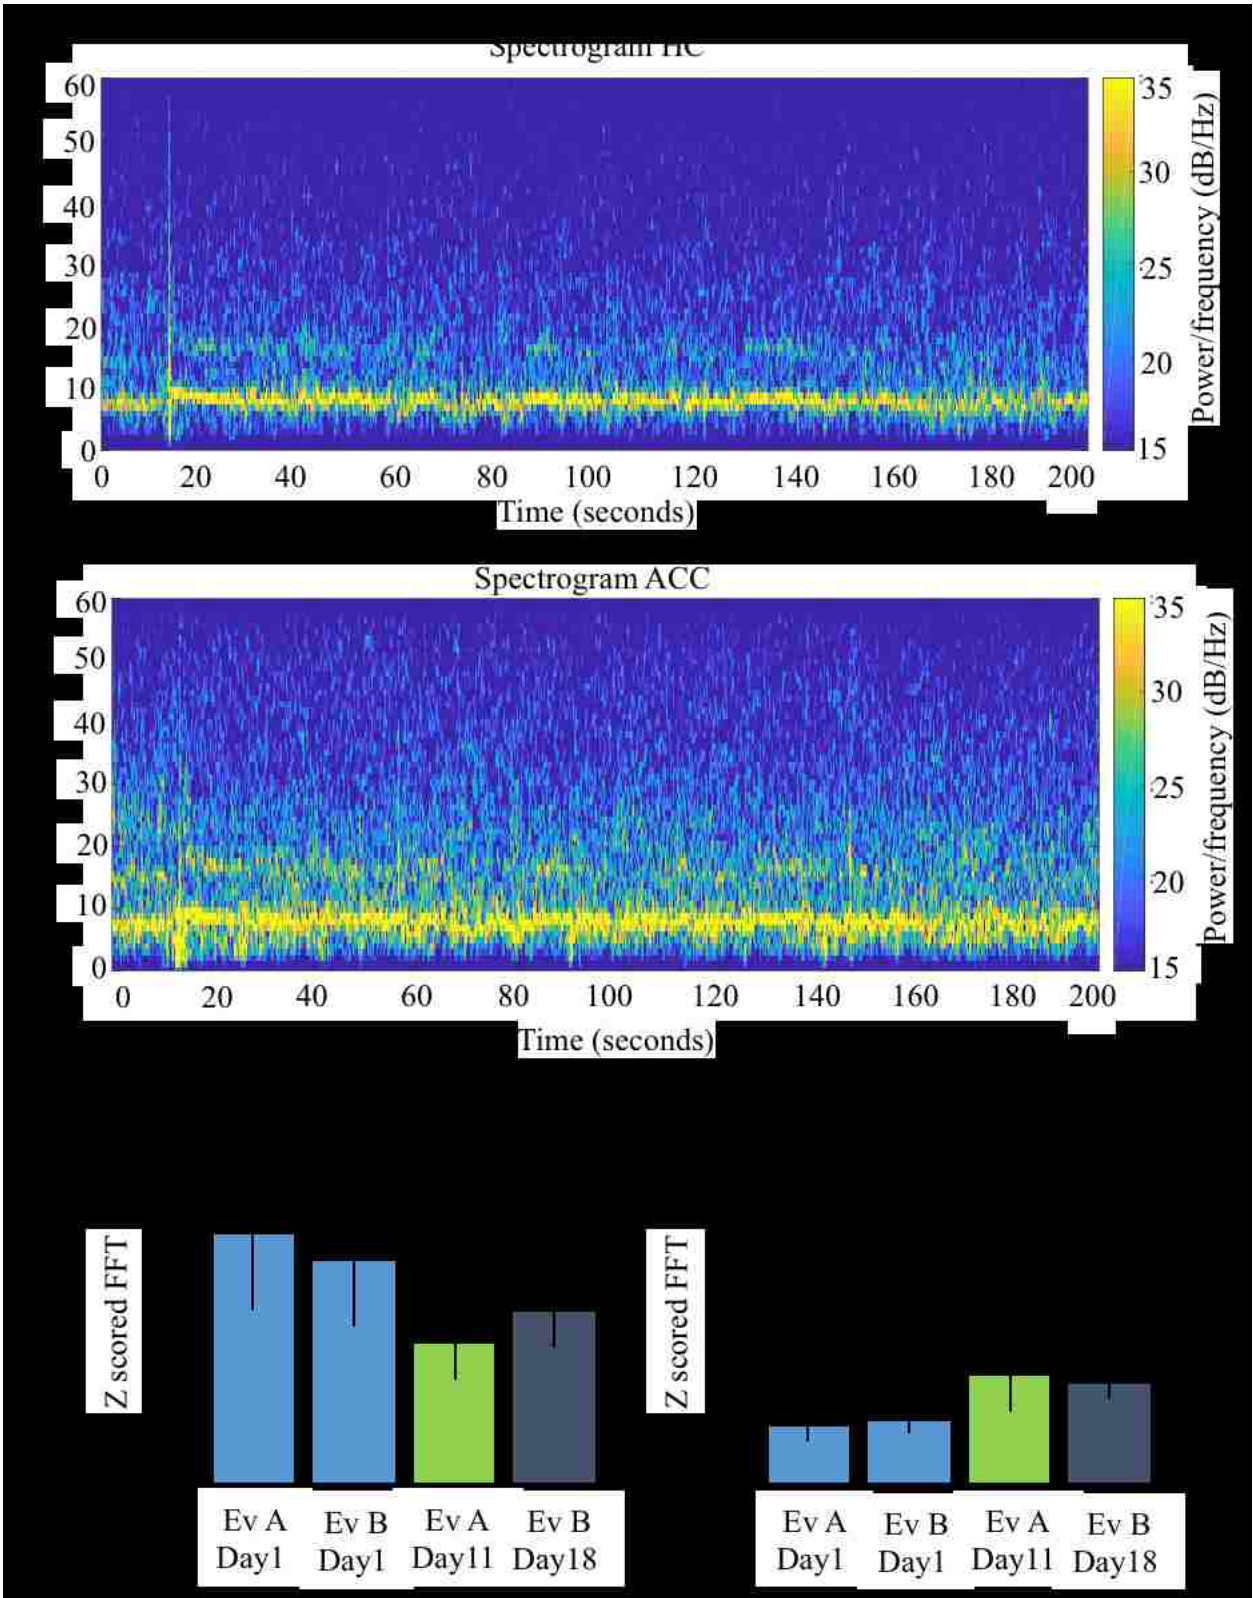 Spectrogram HC
60
50
40
30
20
10
0
0 20 40 60 80 100 120 140 160 180 200
Time (seconds)
35
30
25
20
15
Power/frequency (dB/Hz)
Spectrogram ACC
60
50
40
30
20
10
0
0 20 40 60 80 100 120 140 160 180 200
Time (seconds)
35
30
25
20
15
Power/frequency (dB/Hz)
Z scored FFT
Ev A Ev B Ev A Ev B
Day1 Day1 Day11 Day18
Z scored FFT
Ev A Ev B Ev A Ev B
Day1 Day1 Day11 Day18